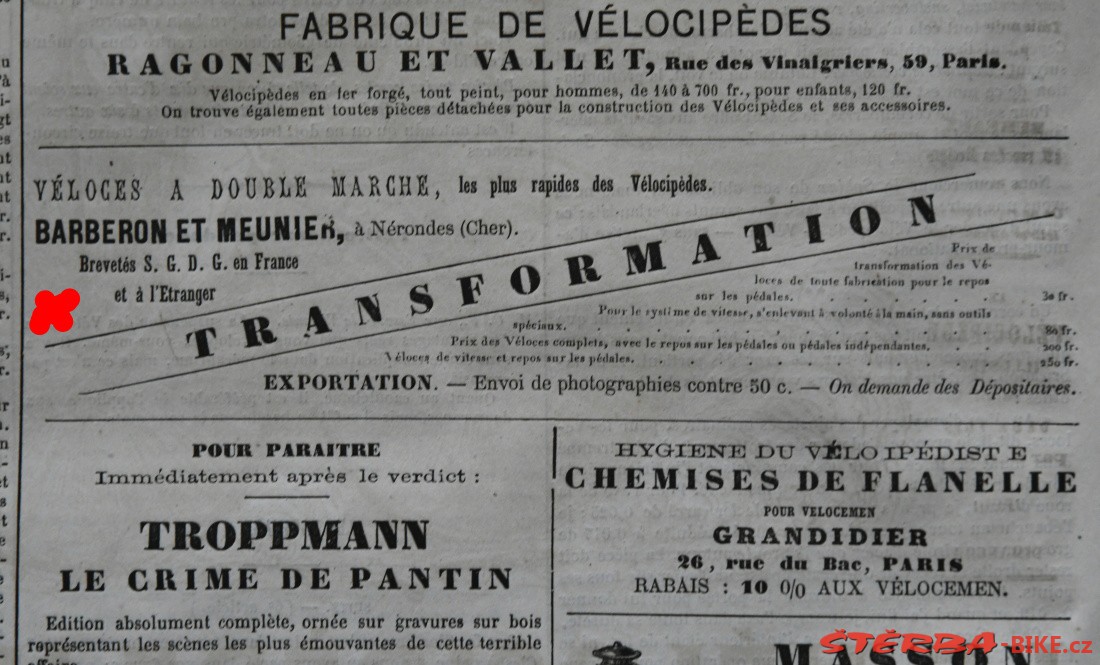 FABRIQUE DE VÉLOCIPÈDES
RAGONNEAU ET VALLET, Rue des Vinaigriers, 59, Paris.
Vélocipèdes en fer forgé, tout peint, pour hommes, de 140 à 700 fr., pour enfants, 120 fr.
On trouve également toutes pièces détachées pour la construction des Vélocipèdes et ses accessoires.
VÉLOCES A DOUBLE MARCHE, les plus rapides des Vélocipèdes.
BARBERON ET MEUNIER, à Nérondes (Cher).
Brevetés S. G. D. G. en France
et à l'Etranger
TRANSFORMATION
Prix de
transformation des Vé-
loces de toute fabrication pour le repos
sur les pédales. . . . . . . . . . . 30 fr.
Pour le système de vitesse, s'enlevant à volonté à la main, sans outils
spéciaux. . . . . . . . . . . . . . . 80 fr.
Prix des Véloces complets, avec le repos sur les pédales ou pédales indépendantes. 200 fr.
Véloces de vitesse et repos sur les pédales. . . . . . . . . . . 250 fr.
EXPORTATION. — Envoi de photographies contre 50 c. — On demande des Dépositaires.
POUR PARAITRE
Immédiatement après le verdict :
TROPPMANN
LE CRIME DE PANTIN
Edition absolument complète, ornée sur gravures sur bois
représentant les scènes les plus émouvantes de cette terrible
affaire.
HYGIENE DU VÉLO IPÉDIST E
CHEMISES DE FLANELLE
POUR VELOCEMEN
GRANDIDIER
26, rue du Bac, PARIS
RABAIS : 10 0/0 AUX VÉLOCEMEN.
MASSON
ŠTĚRBA-BIKE.cz